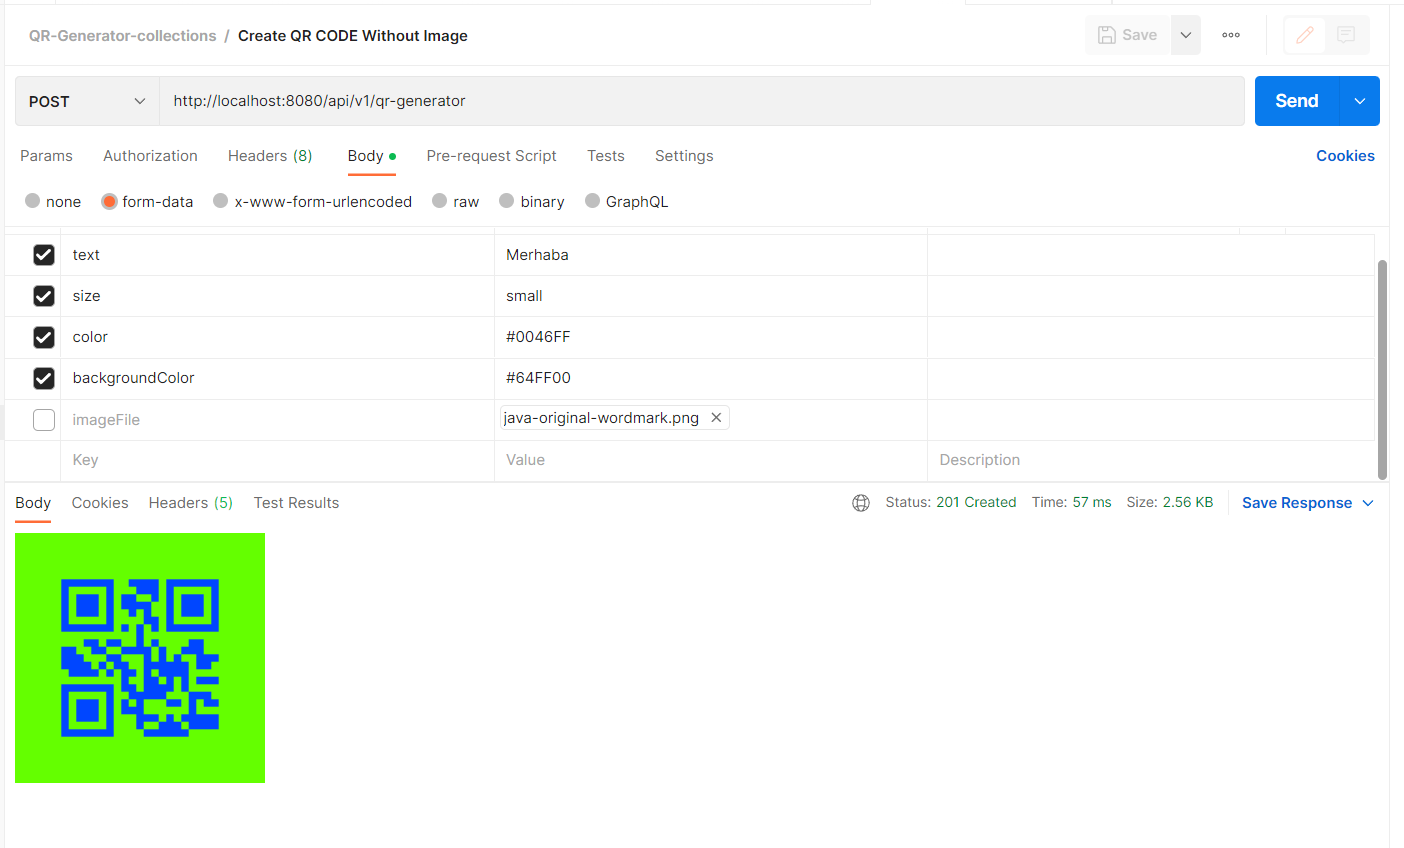 QR-Generator-collections / Create QR CODE Without Image
Save
POST http://localhost:8080/api/v1/qr-generator Send
Params Authorization Headers (8) Body Pre-request Script Tests Settings Cookies
none form-data x-www-form-urlencoded raw binary GraphQL
text Merhaba
size small
color #0046FF
backgroundColor #64FF00
imageFile java-original-wordmark.png
Key Value Description
Body Cookies Headers (5) Test Results Status: 201 Created Time: 57 ms Size: 2.56 KB Save Response